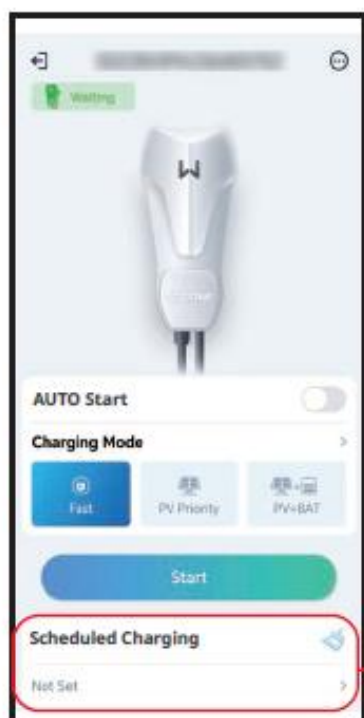 Waiting
AUTO Start
Charging Mode
Fast
PV Priority
PV+BAT
Start
Scheduled Charging
Not Set